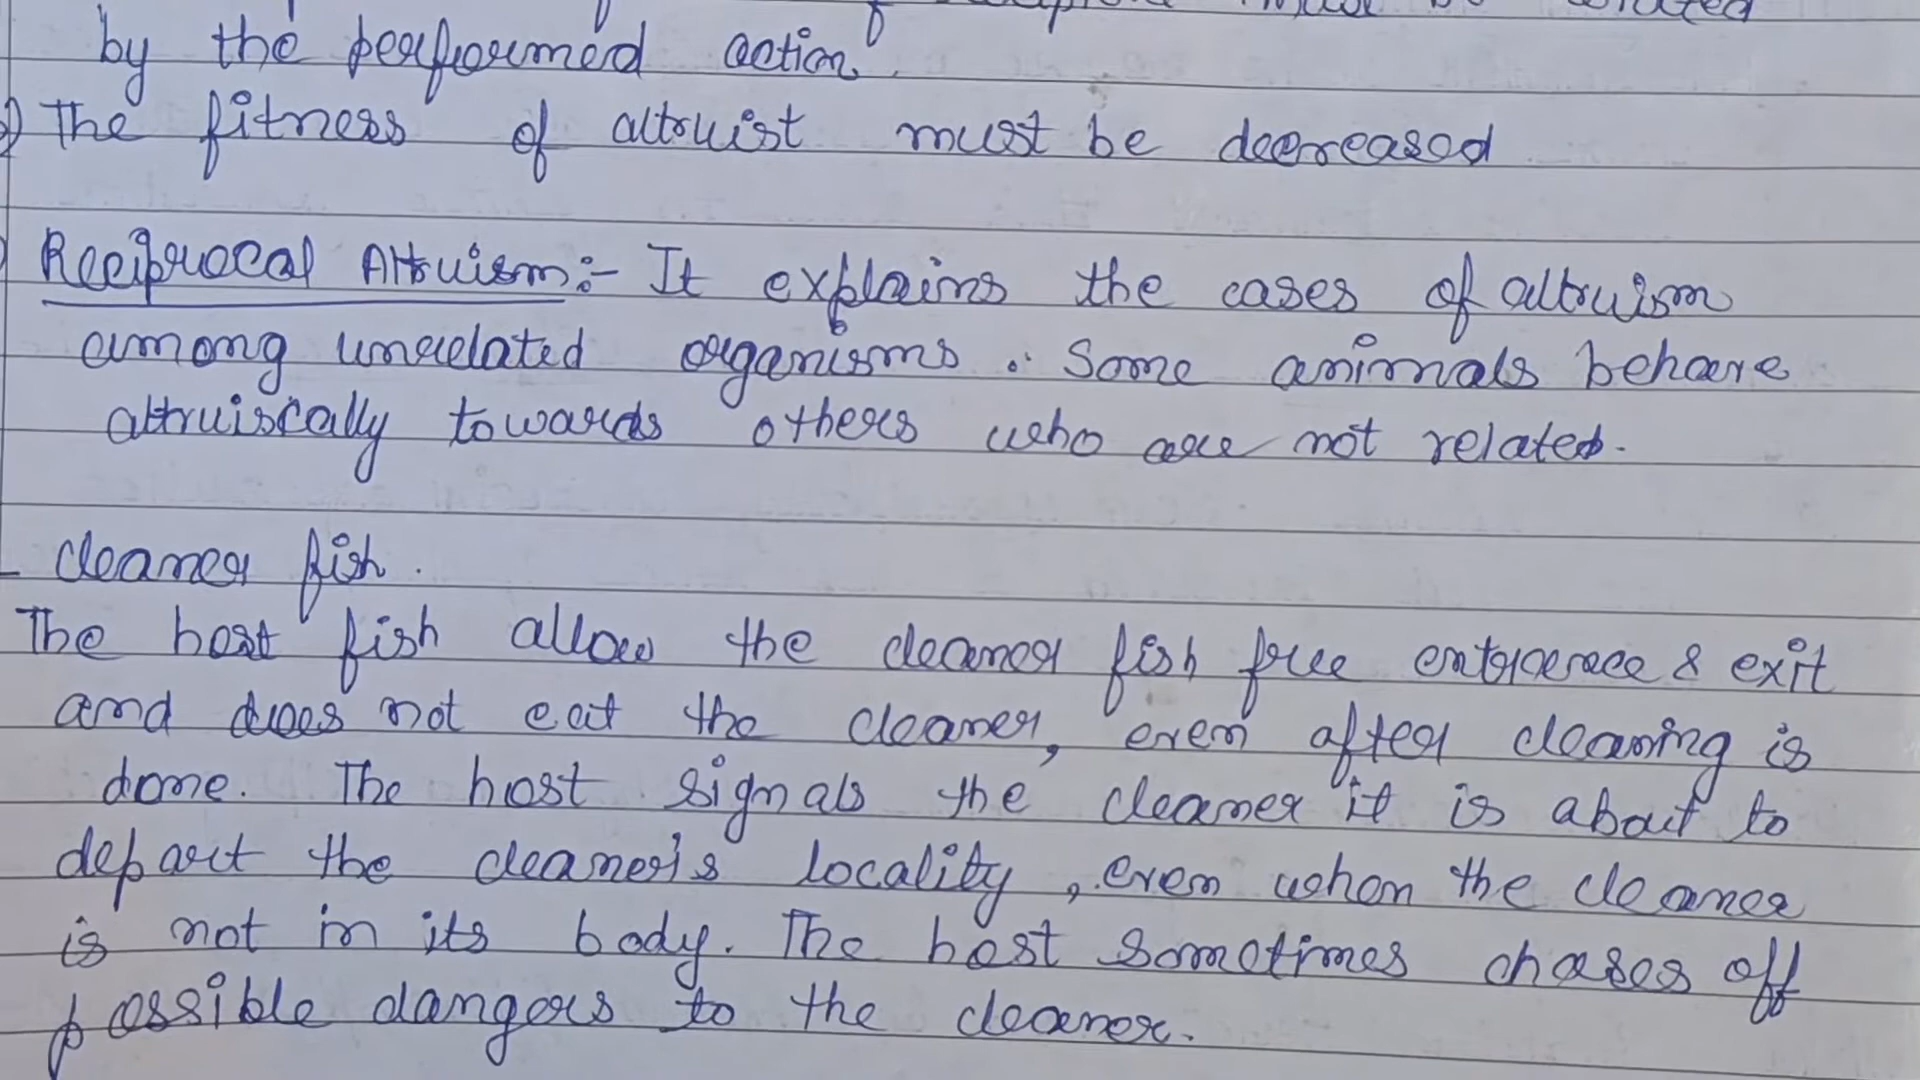 by the performed action.
The fitness of altruist must be decreased
Reciprocal Altruism:- It explains the cases of altruism
among unrelated organisms. Some animals behave
altruiscally towards others who are not related.
- cleaner fish.
The host fish allow the cleaner fish free enterance & exit
and does not eat the cleaner, even after cleaning is
done. The host signals the cleaner it is about to
depart the cleaner's locality, even when the cleaner
is not in its body. The host sometimes chases off
possible dangers to the cleaner.